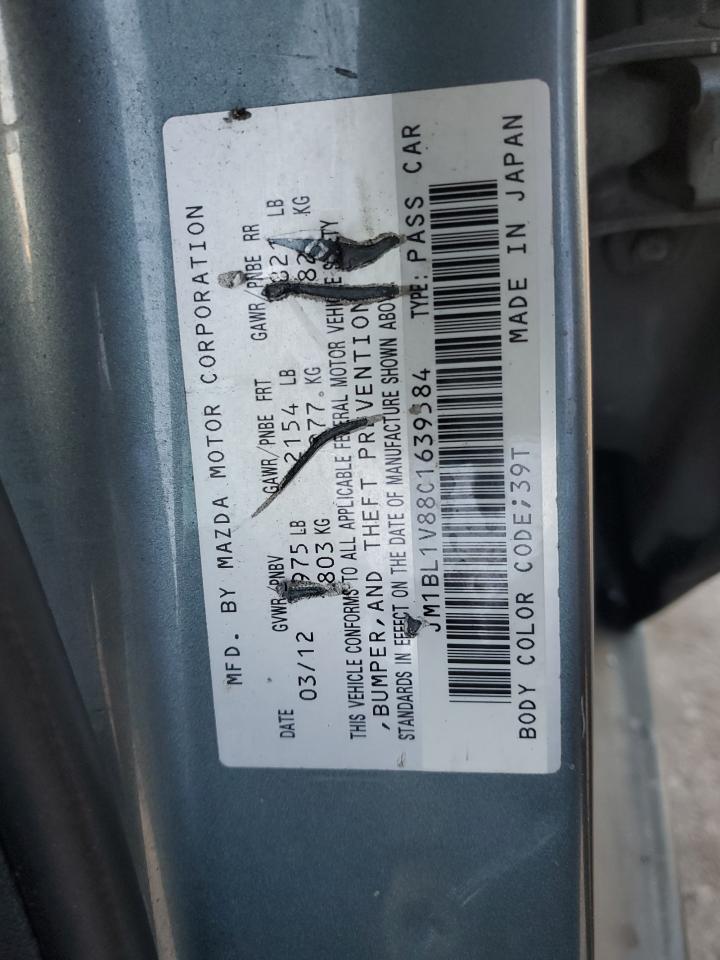 MFD. BY MAZDA MOTOR CORPORATION
DATE GVWR/PNBV GAWR/PNBE FRT GAWR/PNBE RR
03/12 975 LB 2154 LB LB
803 KG KG KG
THIS VEHICLE CONFORMS TO ALL APPLICABLE FEDERAL MOTOR VEHICLE SAFETY
,BUMPER,AND THEFT PREVENTION
STANDARDS IN EFFECT ON THE DATE OF MANUFACTURE SHOWN ABOVE
JM1BL1V88C1639584 TYPE: PASS CAR
BODY COLOR CODE;39T MADE IN JAPAN